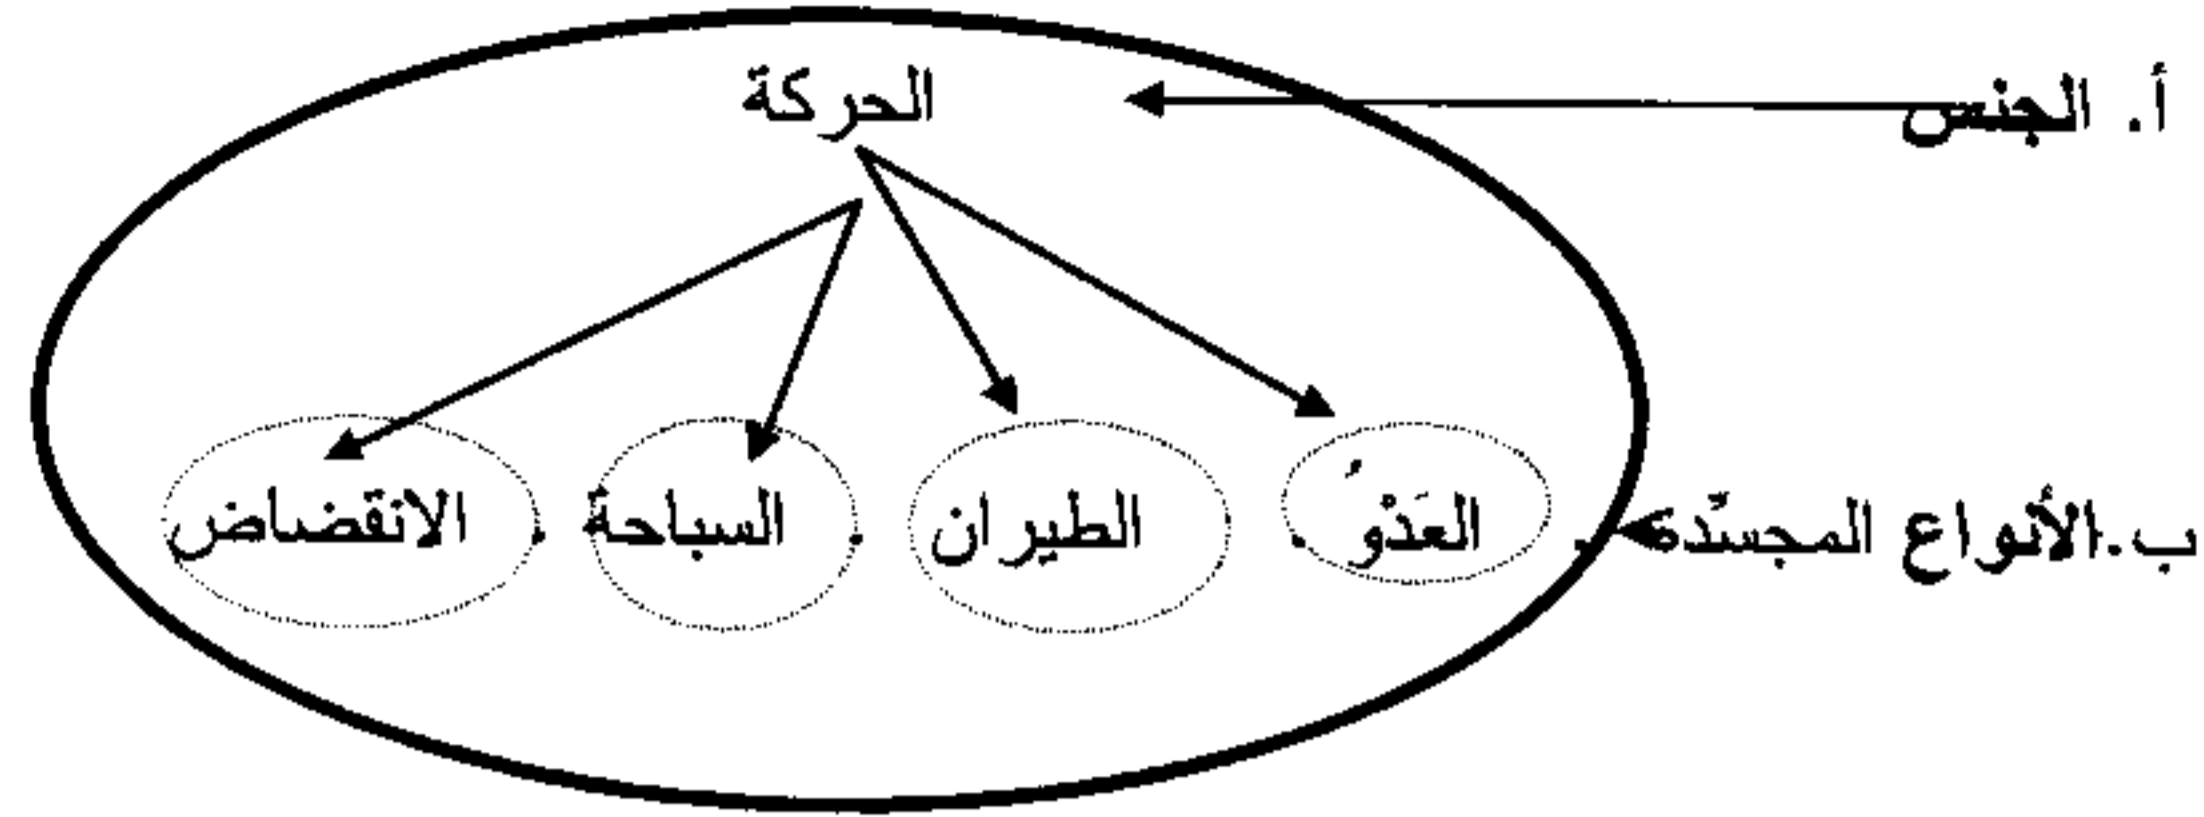 أ. الجنس
الحركة
ب. الأنواع المجسّدة
. العَدْوُ . الطيران . السباحة . الانقضاض